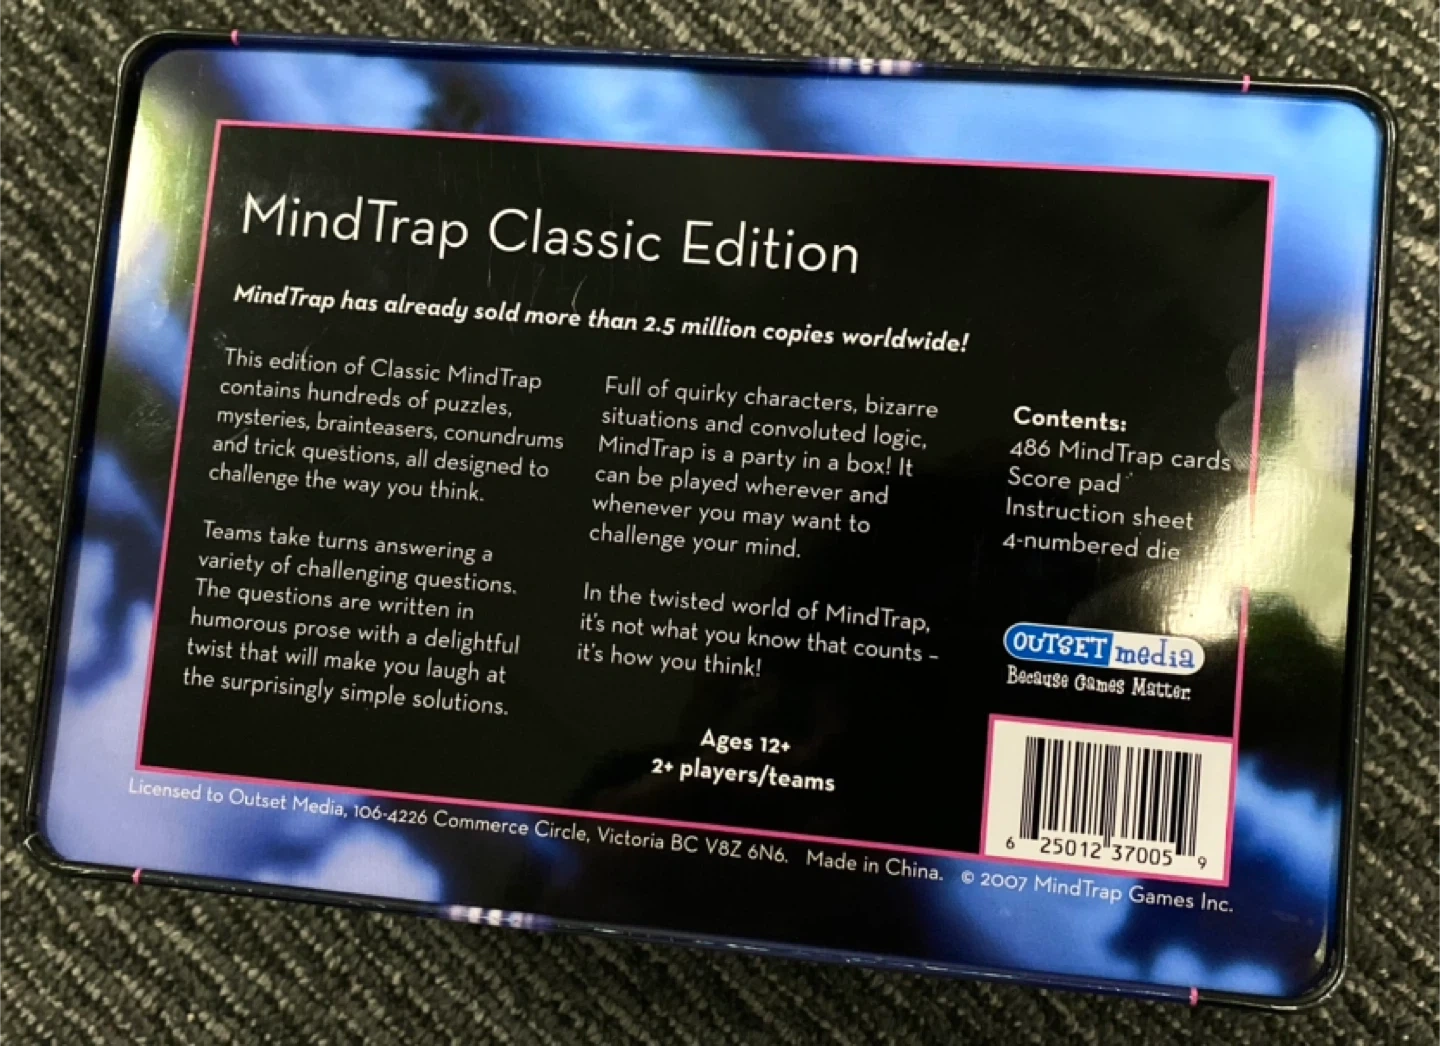 MindTrap Classic Edition
MindTrap has already sold more than 2.5 million copies worldwide!
This edition of Classic MindTrap
contains hundreds of puzzles,
mysteries, brainteasers, conundrums
and trick questions, all designed to
challenge the way you think.
Teams take turns answering a
variety of challenging questions.
The questions are written in
humorous prose with a delightful
twist that will make you laugh at
the surprisingly simple solutions.
Full of quirky characters, bizarre
situations and convoluted logic,
MindTrap is a party in a box! It
can be played wherever and
whenever you may want to
challenge your mind.
In the twisted world of MindTrap,
it's not what you know that counts –
it's how you think!
Ages 12+
2+ players/teams
Contents:
486 MindTrap cards
Score pad
Instruction sheet
4-numbered die
OUTSET media
Because Games Matter.
6 25012 37005 9
Licensed to Outset Media, 106-4226 Commerce Circle, Victoria BC V8Z 6N6. Made in China. © 2007 MindTrap Games Inc.